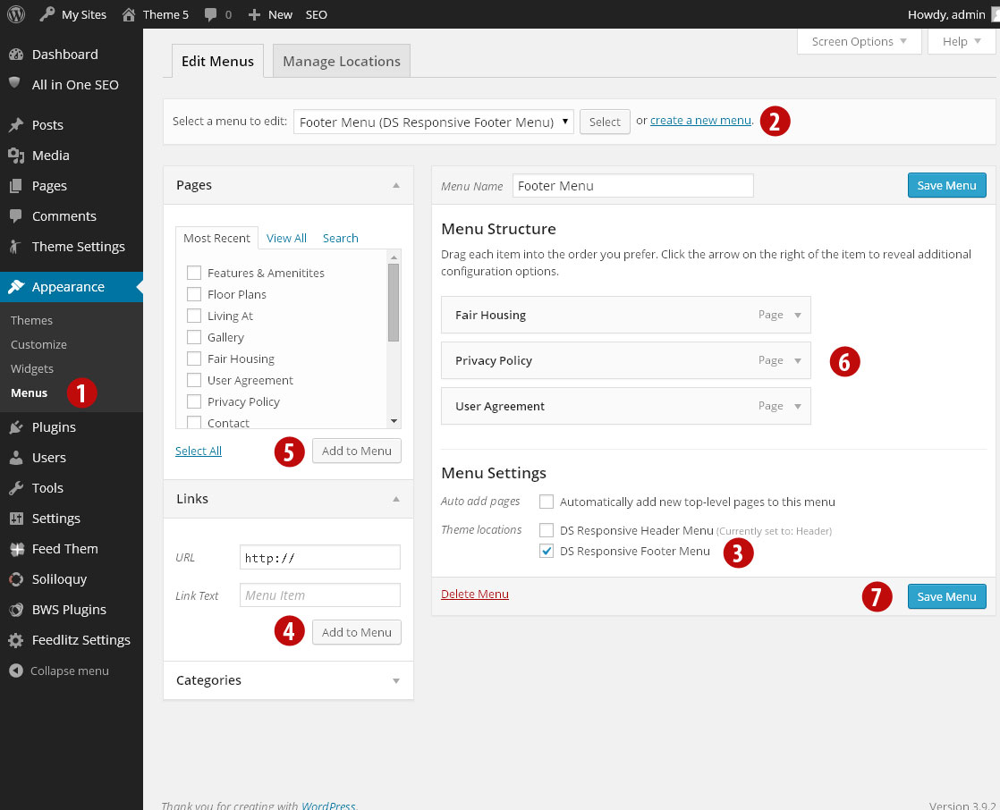 My Sites Theme 5 0 New SEO Howdy, admin
Screen Options Help
Dashboard
All in One SEO
Posts
Media
Pages
Comments
Theme Settings
Appearance
Themes
Customize
Widgets
Menus 1
Plugins
Users
Tools
Settings
Feed Them
Soliloquy
BWS Plugins
Feedlitz Settings
Collapse menu
Edit Menus Manage Locations
Select a menu to edit: Footer Menu (DS Responsive Footer Menu) Select or create a new menu. 2
Pages
Most Recent View All Search
Features & Amenitites
Floor Plans
Living At
Gallery
Fair Housing
User Agreement
Privacy Policy
Contact
Select All 5 Add to Menu
Links
URL http://
Link Text Menu Item
4 Add to Menu
Categories
Menu Name Footer Menu Save Menu
Menu Structure
Drag each item into the order you prefer. Click the arrow on the right of the item to reveal additional
configuration options.
Fair Housing Page
Privacy Policy Page 6
User Agreement Page
Menu Settings
Auto add pages Automatically add new top-level pages to this menu
Theme locations DS Responsive Header Menu (Currently set to: Header)
DS Responsive Footer Menu 3
Delete Menu 7 Save Menu
Thank you for creating with WordPress. Version 3.9.2